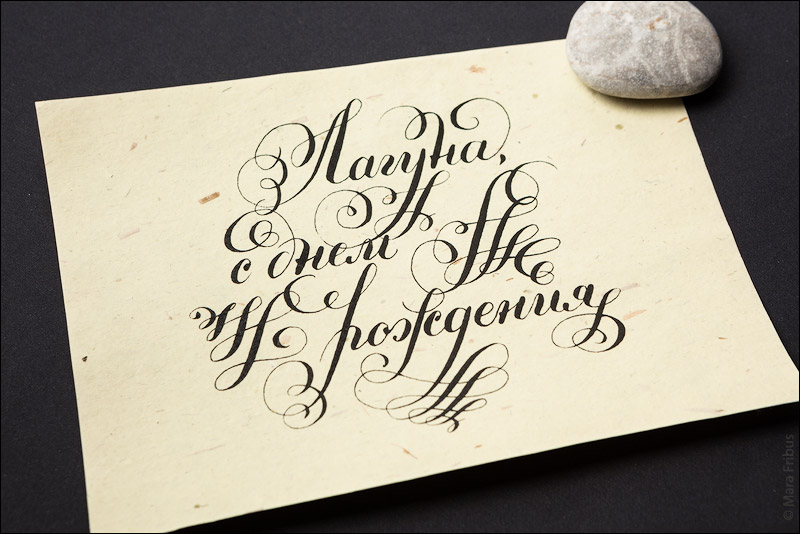 Лагуна,
с днем
рождения
© Mara Fribus